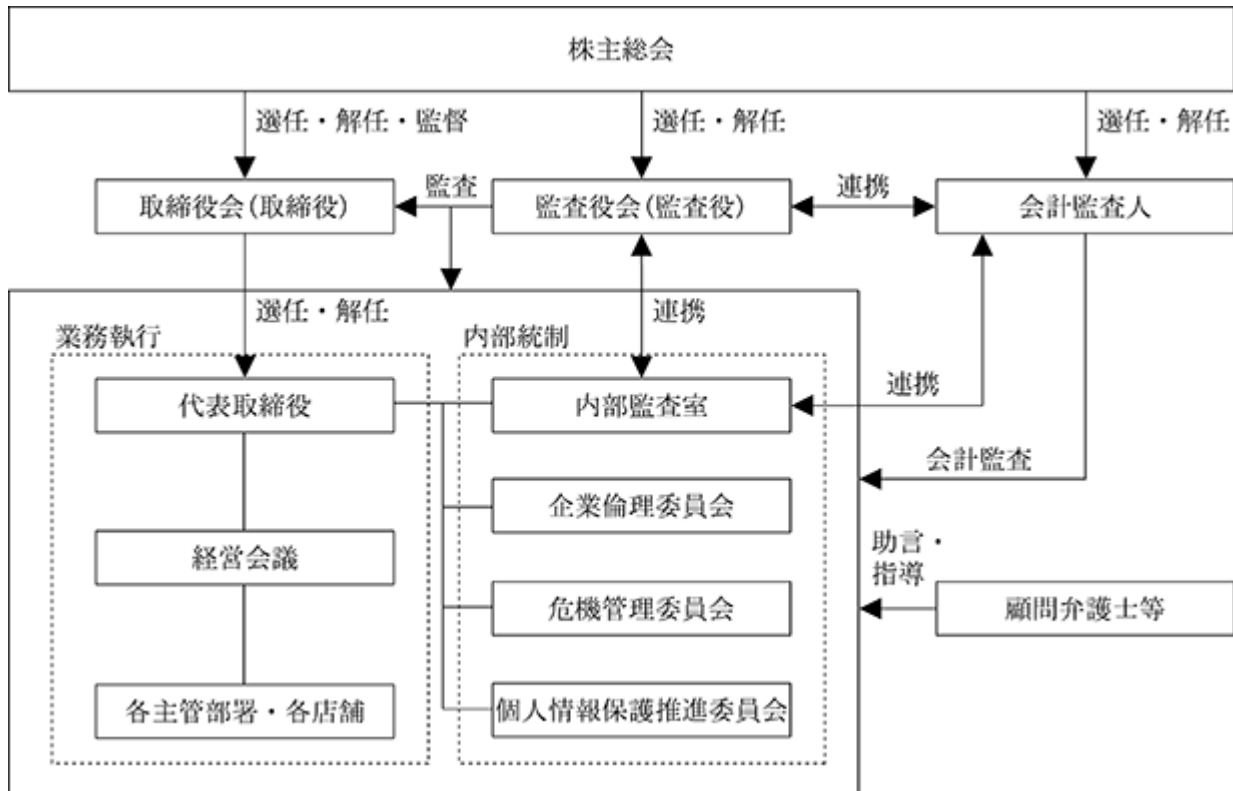 株主総会
選任・解任・監督
選任・解任
選任・解任
取締役会(取締役)
監査
監査役会(監査役)
連携
会計監査人
選任・解任
連携
業務執行
内部統制
代表取締役
内部監査室
連携
会計監査
企業倫理委員会
経営会議
助言・
指導
危機管理委員会
顧問弁護士等
各主管部署・各店舗
個人情報保護推進委員会